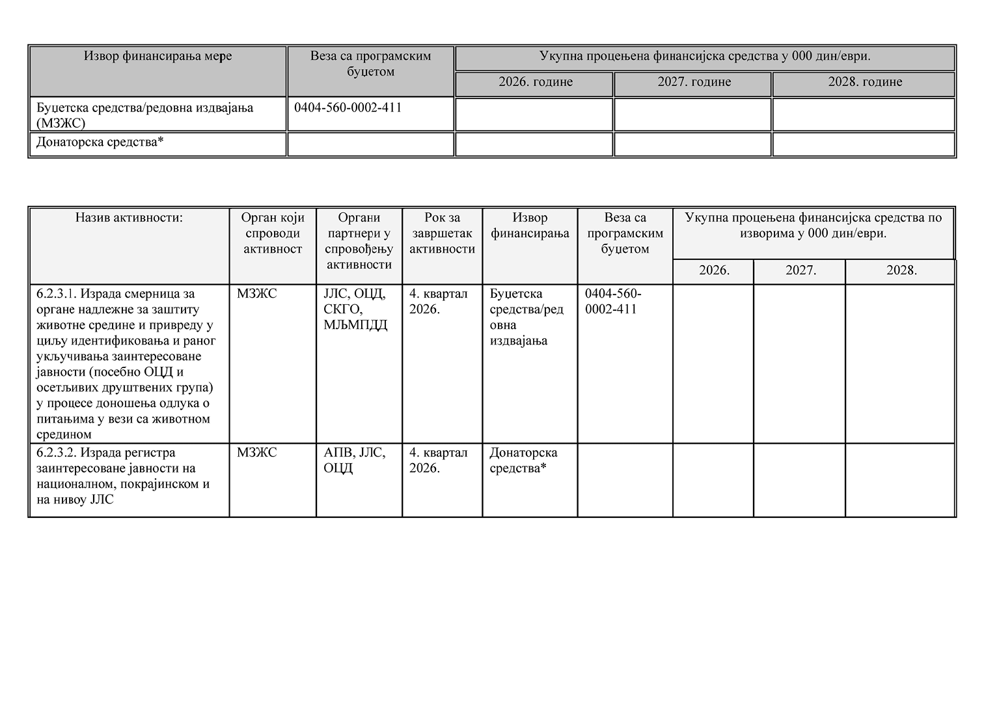 Извор финансирања мере
Веза са програмским
буџетом
Укупна процењена финансијска средства у 000 дин/еври.
2026. године
2027. године
2028. године
Буџетска средства/редовна издвајања
(МЗЖС)
0404-560-0002-411
Донаторска средства*
Назив активности:
Орган који
спроводи
активност
Органи
партнери у
спровођењу
активности
Рок за
завршетак
активности
Извор
финансирања
Веза са
програмским
буџетом
Укупна процењена финансијска средства по
изворима у 000 дин/еври.
2026.
2027.
2028.
6.2.3.1. Израда смерница за
органе надлежне за заштиту
животне средине и привреду у
циљу идентификовања и раног
укључивања заинтересоване
јавности (посебно ОЦД и
осетљивих друштвених група)
у процесе доношења одлука о
питањима у вези са животном
средином
МЗЖС
ЈЛС, ОЦД,
СКГО,
МЉМПДД
4. квартал
2026.
Буџетска
средства/ред
овна
издвајања
0404-560-
0002-411
6.2.3.2. Израда регистра
заинтересоване јавности на
националном, покрајинском и
на нивоу ЈЛС
МЗЖС
АПВ, ЈЛС,
ОЦД
4. квартал
2026.
Донаторска
средства*